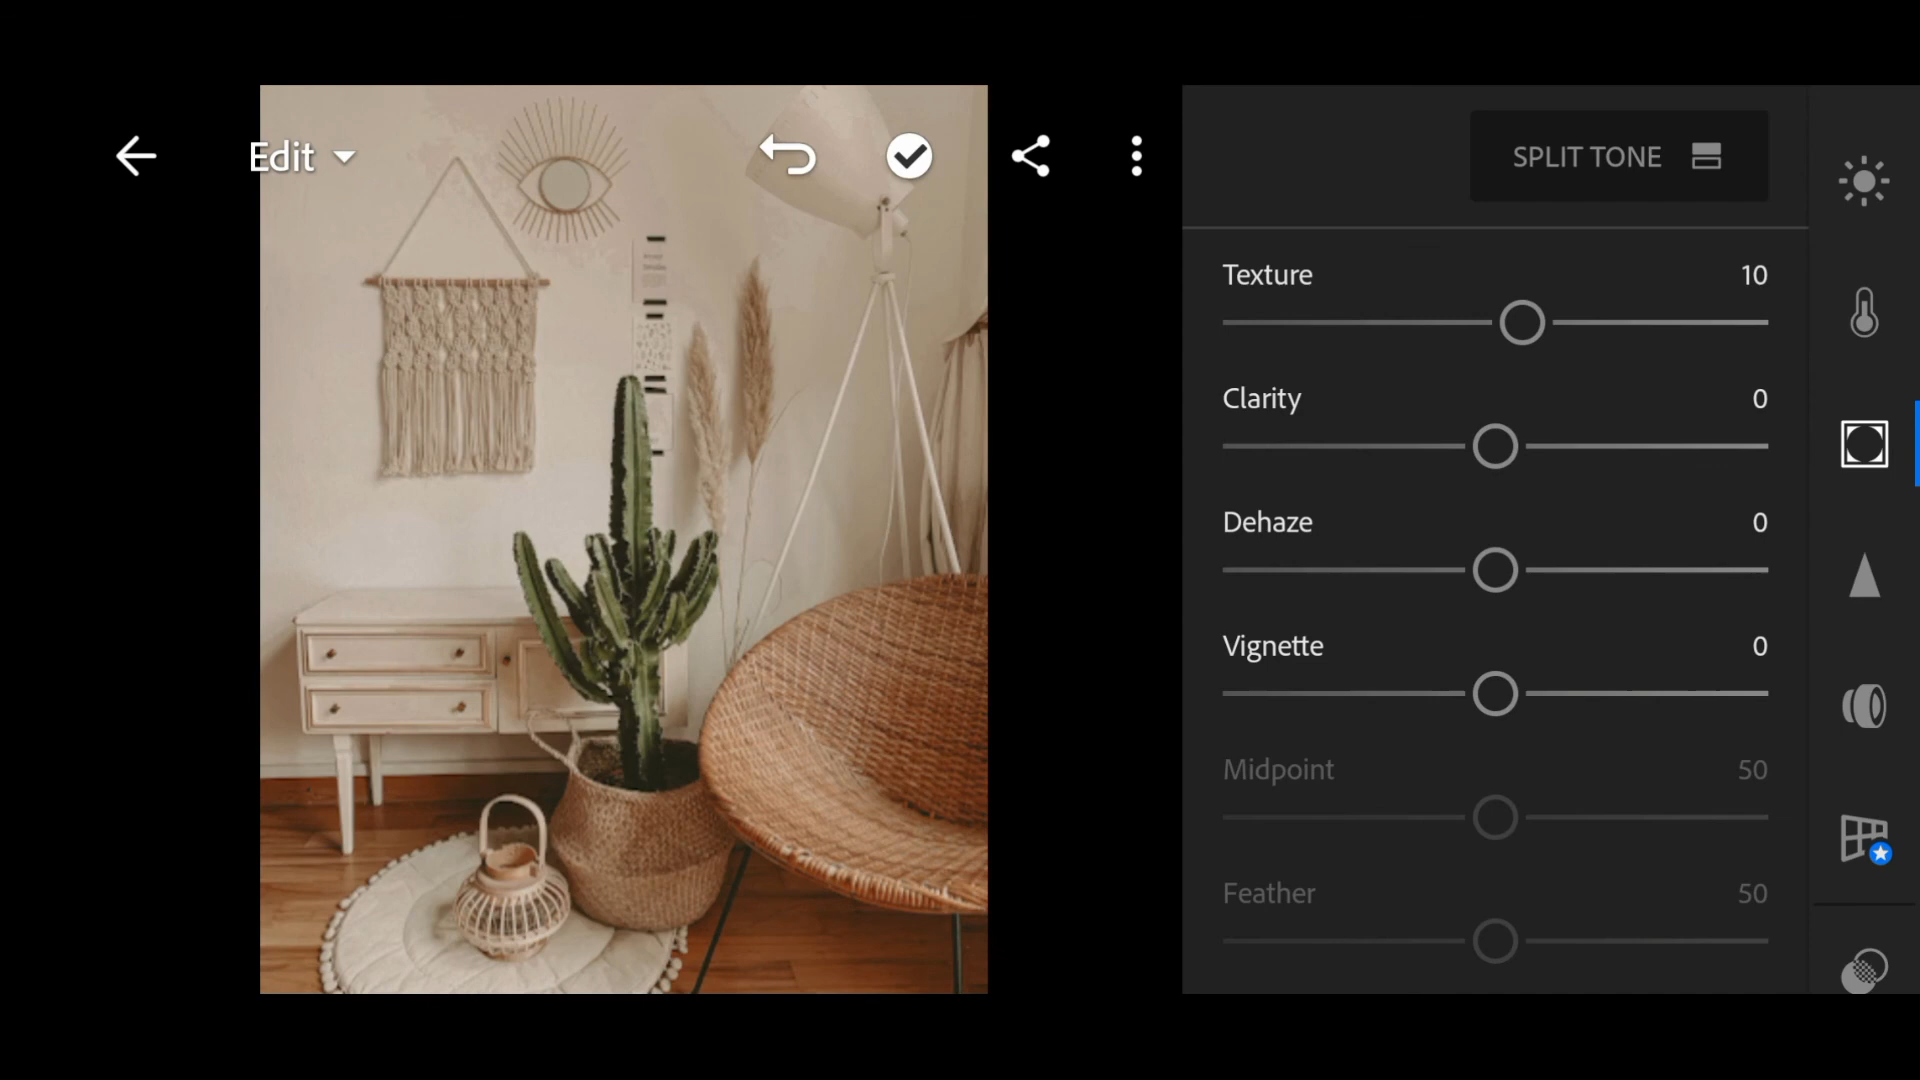 Edit
SPLIT TONE
Texture 10
Clarity 0
Dehaze 0
Vignette 0
Midpoint 50
Feather 50